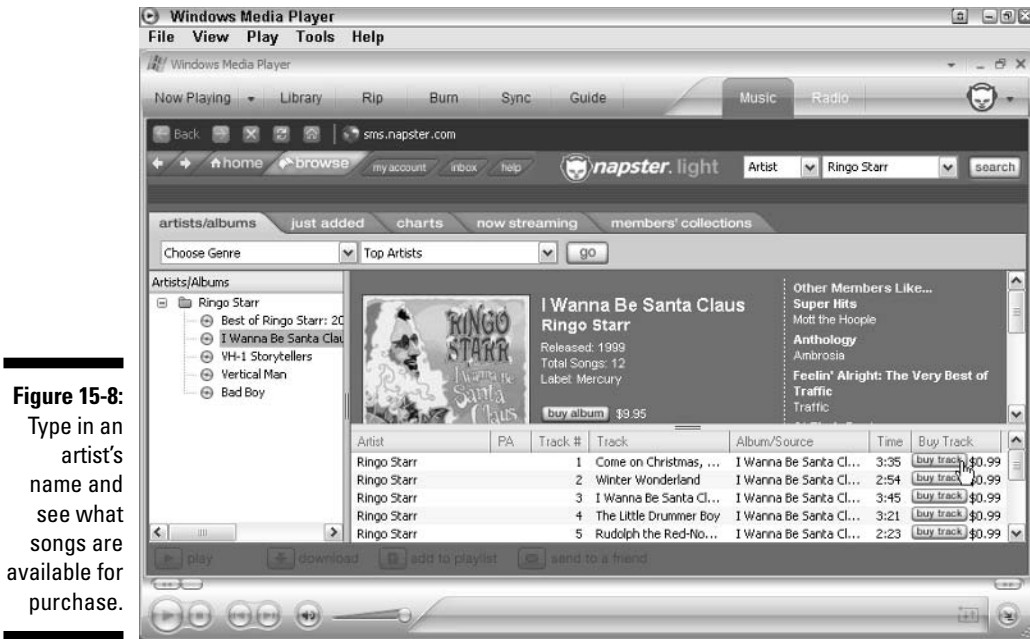 Windows Media Player
File View Play Tools Help
Windows Media Player
Now Playing Library Rip Burn Sync Guide Music Radio
Back sms.napster.com
home browse my account inbox help napster. light Artist Ringo Starr search
artists/albums just added charts now streaming members' collections
Choose Genre Top Artists go
Artists/Albums
Ringo Starr
Best of Ringo Starr: 20
I Wanna Be Santa Clau
VH-1 Storytellers
Vertical Man
Bad Boy
RINGO
STARR
I Wanna Be
Santa
Claus
I Wanna Be Santa Claus
Ringo Starr
Released: 1999
Total Songs: 12
Label: Mercury
buy album $9.95
Other Members Like...
Super Hits
Mott the Hoople
Anthology
Ambrosia
Feelin' Alright: The Very Best of
Traffic
Traffic
Artist PA Track # Track Album/Source Time Buy Track
Ringo Starr 1 Come on Christmas, ... I Wanna Be Santa Cl... 3:35 buy track $0.99
Ringo Starr 2 Winter Wonderland I Wanna Be Santa Cl... 2:54 buy track $0.99
Ringo Starr 3 I Wanna Be Santa Cl... I Wanna Be Santa Cl... 3:45 buy track $0.99
Ringo Starr 4 The Little Drummer Boy I Wanna Be Santa Cl... 3:21 buy track $0.99
Ringo Starr 5 Rudolph the Red-No... I Wanna Be Santa Cl... 2:23 buy track $0.99
play download add to playlist send to a friend
Figure 15-8:
Type in an
artist's
name and
see what
songs are
available for
purchase.